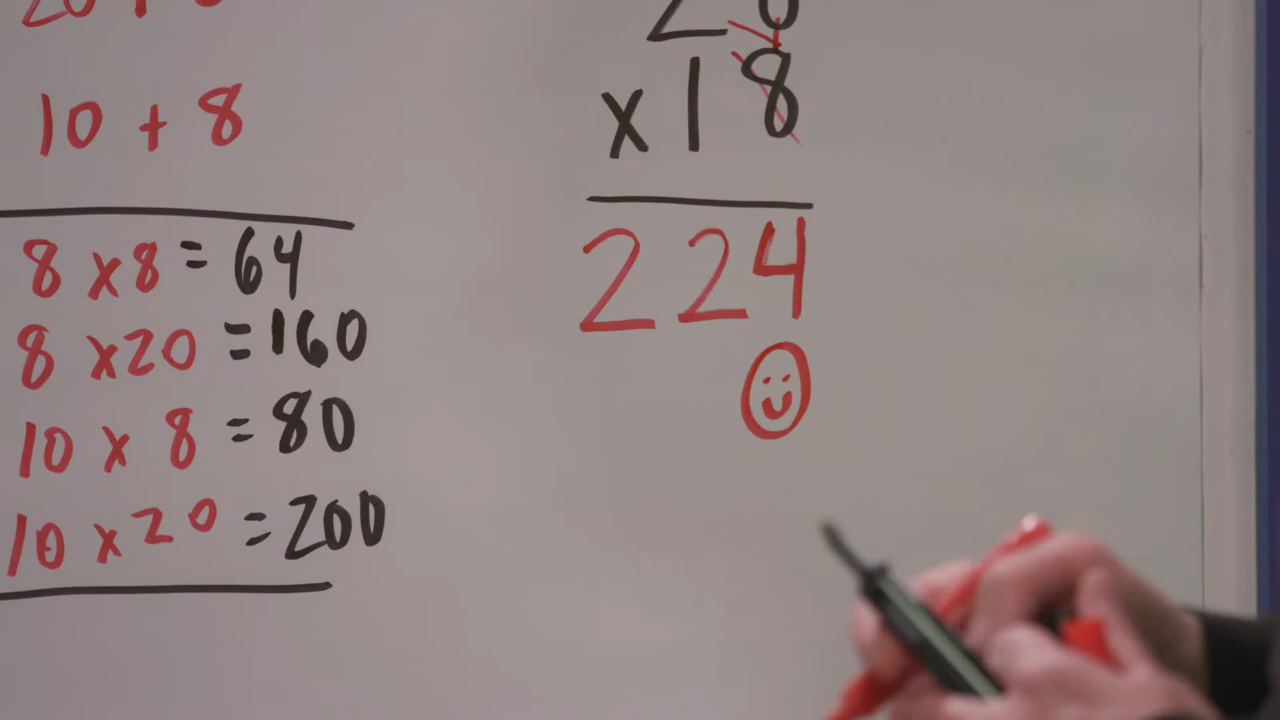 10 + 8
8 x 8 = 64
8 x 20 = 160
10 x 8 = 80
10 x 20 = 200
x 18
224